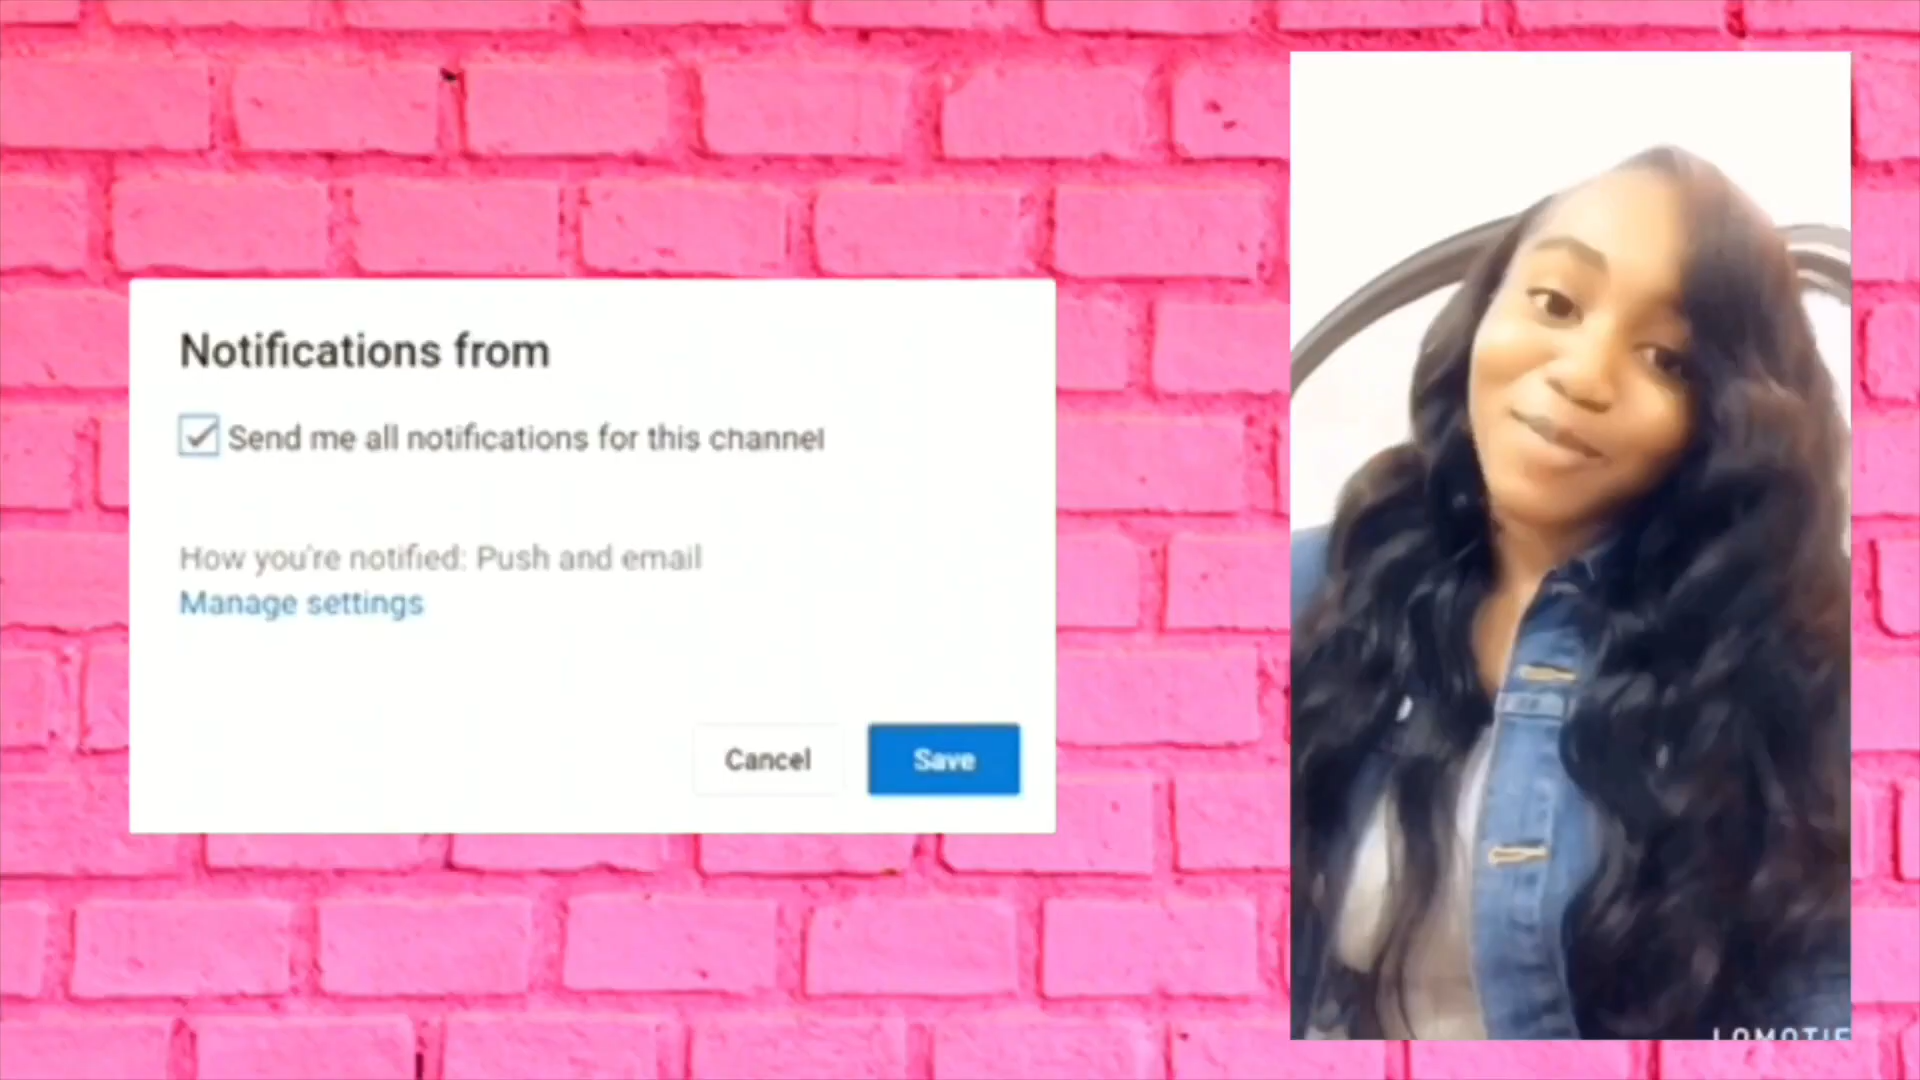 Notifications from
Send me all notifications for this channel
How you're notified: Push and email
Manage settings
Cancel
Save
LOMOTIF